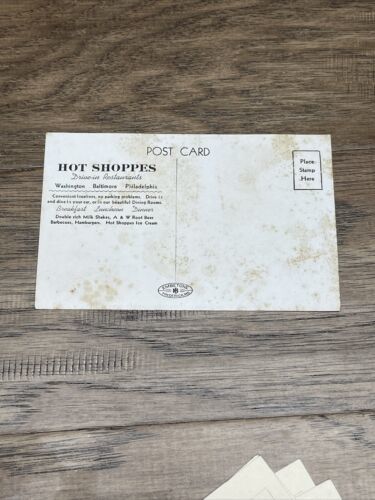 POST CARD
HOT SHOPPES
Drive-in Restaurants
Washington Baltimore Philadelphia
Convenient locations, no parking problems. Drive in
and dine in your car, or in our beautiful Dining Rooms.
Breakfast Luncheon Dinner
Double rich Milk Shakes, A & W Root Beer
Barbecues, Hamburgers. Hot Shoppes Ice Cream
Place
Stamp
Here